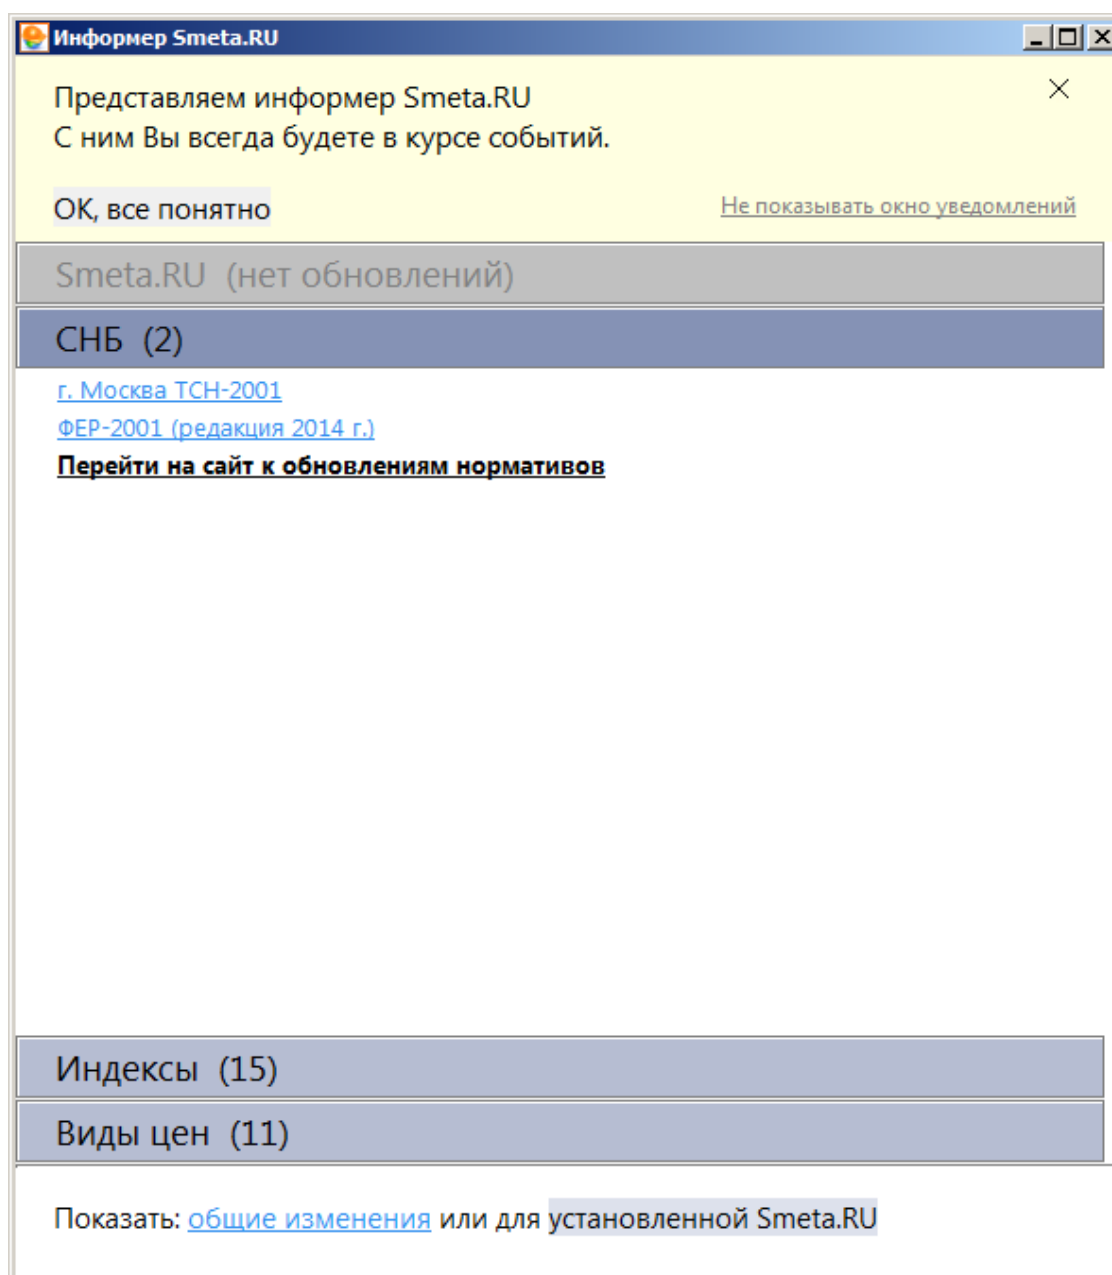 Информер Smeta.RU
Представляем информер Smeta.RU
С ним Вы всегда будете в курсе событий.
ОК, все понятно
Не показывать окно уведомлений
Smeta.RU (нет обновлений)
СНБ (2)
г. Москва ТСН-2001
ФЕР-2001 (редакция 2014 г.)
Перейти на сайт к обновлениям нормативов
Индексы (15)
Виды цен (11)
Показать: общие изменения или для установленной Smeta.RU